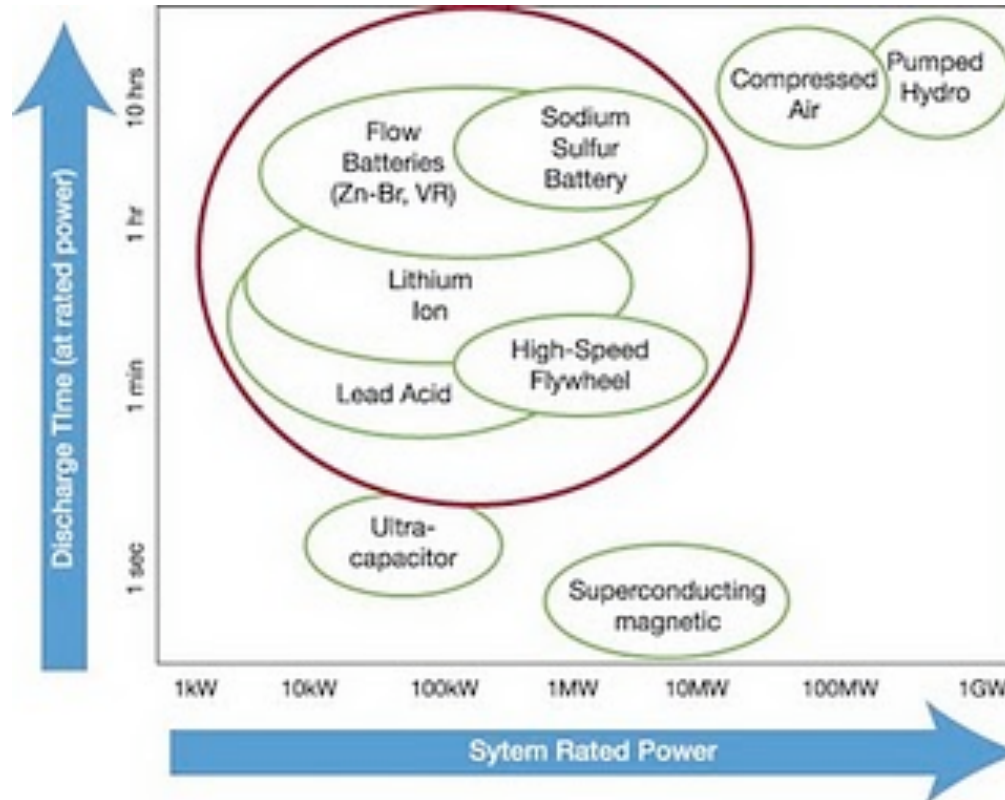 Discharge TIme (at rated power)
10 hrs
1 hr
1 min
1 sec
Flow
Batteries
(Zn-Br, VR)
Sodium
Sulfur
Battery
Compressed
Air
Pumped
Hydro
Lithium
Ion
High-Speed
Flywheel
Lead Acid
Ultra-
capacitor
Superconducting
magnetic
1kW 10kW 100kW 1MW 10MW 100MW 1GW
Sytem Rated Power